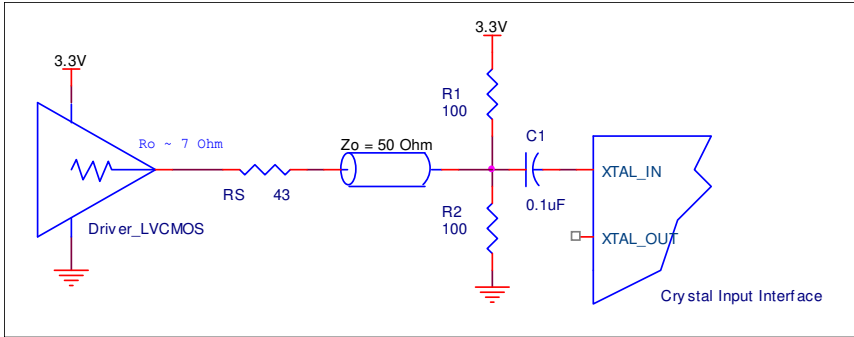 3.3V
3.3V
R1
100
Ro ~ 7 Ohm
Zo = 50 Ohm
C1
XTAL_IN
RS 43
0.1uF
R2
100
Driver_LVCMOS
XTAL_OUT
Crystal Input Interface